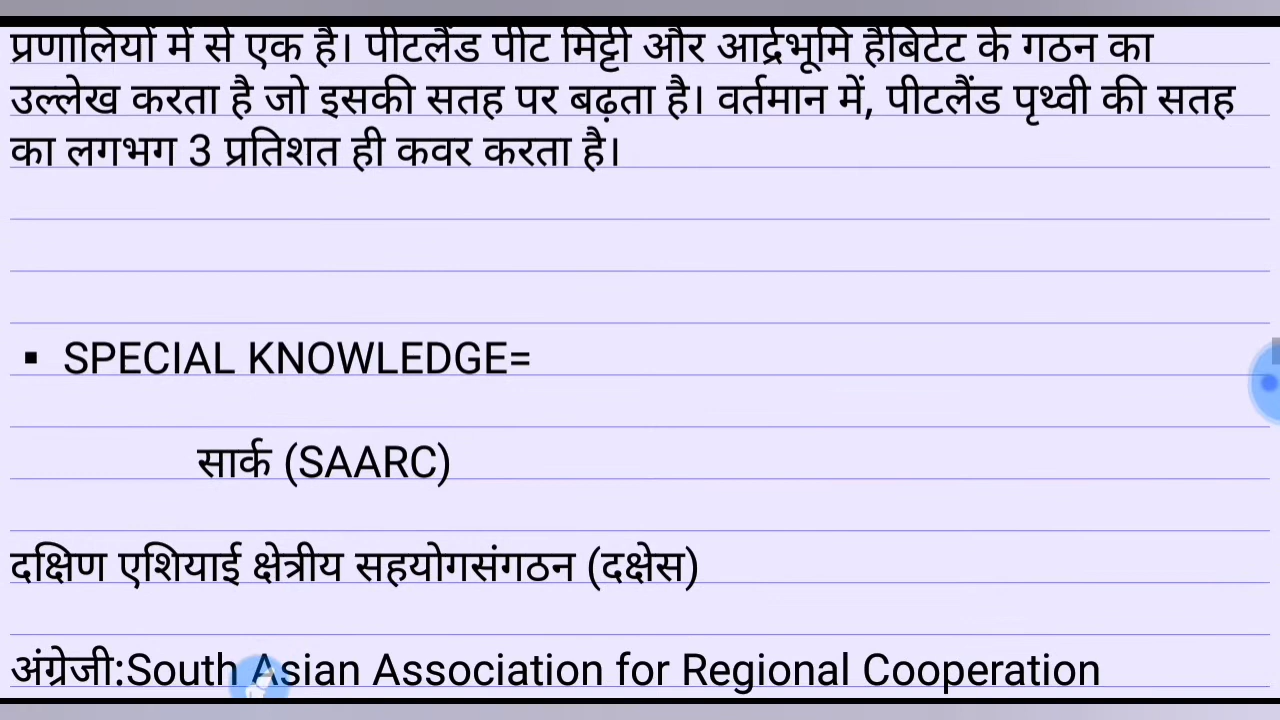 प्रणालियों में से एक है। पीटलैंड पीट मिट्टी और आर्द्रभूमि हैबिटेट के गठन का
उल्लेख करता है जो इसकी सतह पर बढ़ता है। वर्तमान में, पीटलैंड पृथ्वी की सतह
का लगभग 3 प्रतिशत ही कवर करता है।
▪ SPECIAL KNOWLEDGE=
सार्क (SAARC)
दक्षिण एशियाई क्षेत्रीय सहयोगसंगठन (दक्षेस)
अंग्रेजी:South Asian Association for Regional Cooperation